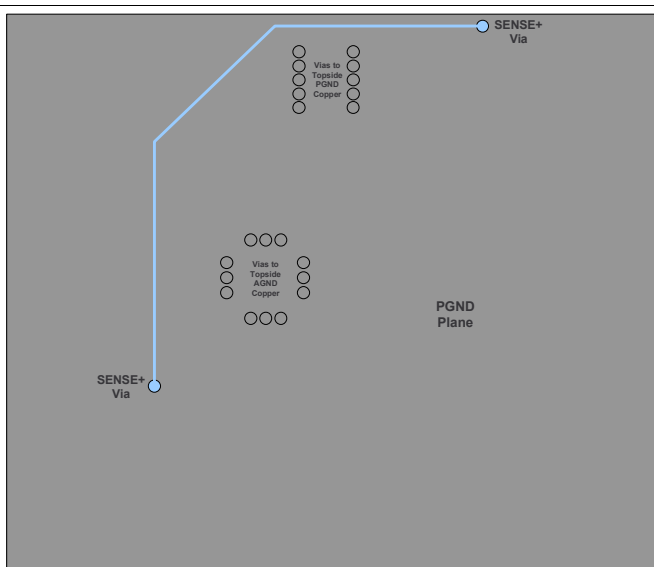 SENSE+
Via
Vias to
Topside
PGND
Copper
Vias to
Topside
AGND
Copper
PGND
Plane
SENSE+
Via